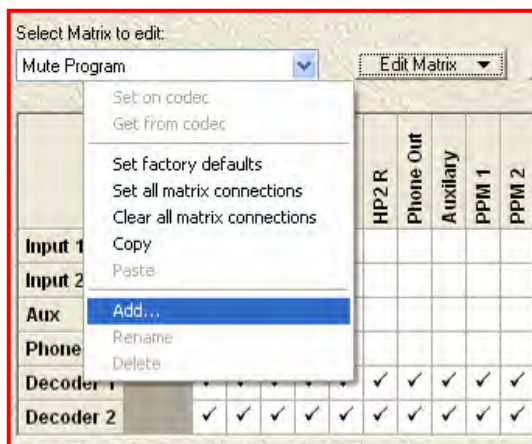 Select Matrix to edit:
Mute Program
Edit Matrix
Set on codec
Get from codec
Set factory defaults
Set all matrix connections
Clear all matrix connections
Copy
Paste
Add...
Rename
Delete
HP2 R
Phone Out
Auxilary
PPM 1
PPM 2
Input 1
Input 2
Aux
Phone
Decoder 1
Decoder 2